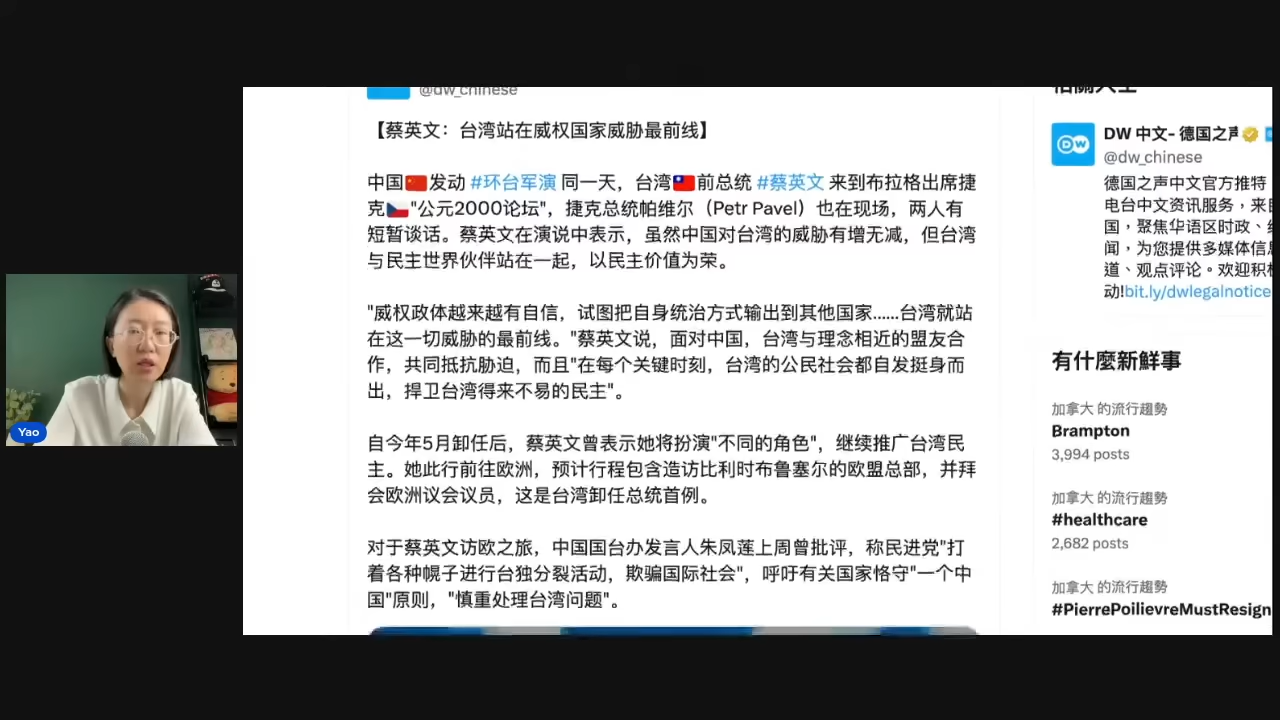 @dw_chinese
【蔡英文：台湾站在威权国家威胁最前线】
中国🇨🇳发动 #环台军演 同一天，台湾🇹🇼前总统 #蔡英文 来到布拉格出席捷
克🇨🇿"公元2000论坛"，捷克总统帕维尔（Petr Pavel）也在现场，两人有
短暂谈话。蔡英文在演说中表示，虽然中国对台湾的威胁有增无减，但台湾
与民主世界伙伴站在一起，以民主价值为荣。
"威权政体越来越有自信，试图把自身统治方式输出到其他国家......台湾就站
在这一切威胁的最前线。"蔡英文说，面对中国，台湾与理念相近的盟友合
作，共同抵抗胁迫，而且"在每个关键时刻，台湾的公民社会都自发挺身而
出，捍卫台湾得来不易的民主"。
自今年5月卸任后，蔡英文曾表示她将扮演"不同的角色"，继续推广台湾民
主。她此行前往欧洲，预计行程包含造访比利时布鲁塞尔的欧盟总部，并拜
会欧洲议会议员，这是台湾卸任总统首例。
对于蔡英文访欧之旅，中国国台办发言人朱凤莲上周曾批评，称民进党"打
着各种幌子进行台独分裂活动，欺骗国际社会"，呼吁有关国家恪守"一个中
国"原则，"慎重处理台湾问题"。
相關人士
DW
DW 中文- 德国之声
@dw_chinese
德国之声中文官方推特
电台中文资讯服务，来自
国，聚焦华语区时政、经
闻，为您提供多媒体信息
道、观点评论。欢迎积极
动!bit.ly/dwlegalnotice
有什麼新鮮事
加拿大 的流行趨勢
Brampton
3,994 posts
加拿大 的流行趨勢
#healthcare
2,682 posts
加拿大 的流行趨勢
#PierrePoilievreMustResign
Yao